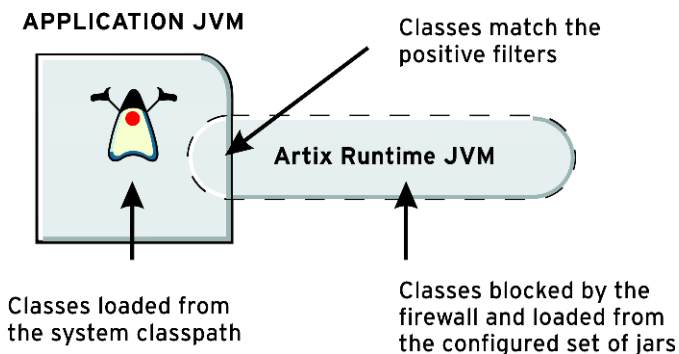 APPLICATION JVM
Classes match the
positive filters
Artix Runtime JVM
Classes loaded from
the system classpath
Classes blocked by the
firewall and loaded from
the configured set of jars